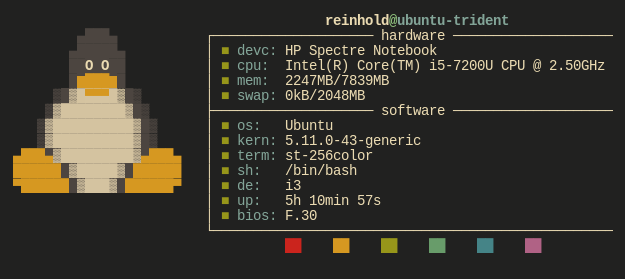 reinhold@ubuntu-trident
hardware
devc: HP Spectre Notebook
cpu: Intel(R) Core(TM) i5-7200U CPU @ 2.50GHz
mem: 2247MB/7839MB
swap: 0kB/2048MB
software
os: Ubuntu
kern: 5.11.0-43-generic
term: st-256color
sh: /bin/bash
de: i3
up: 5h 10min 57s
bios: F.30